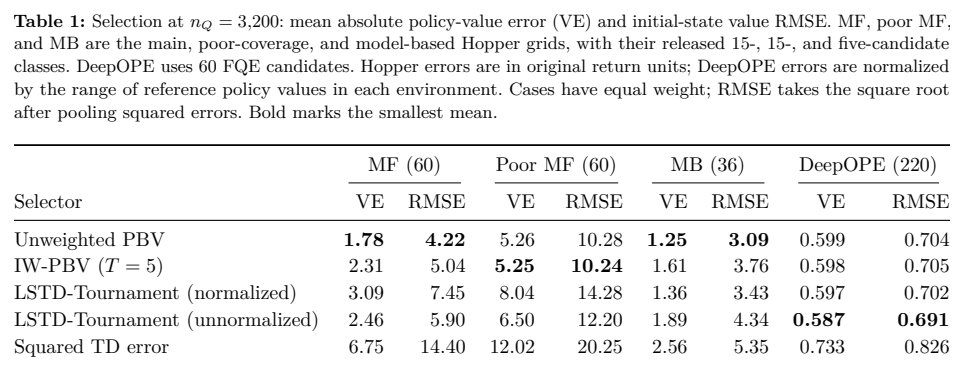 Table 1: Selection at n_Q = 3,200: mean absolute policy-value error (VE) and initial-state value RMSE. MF, poor MF,
and MB are the main, poor-coverage, and model-based Hopper grids, with their released 15-, 15-, and five-candidate
classes. DeepOPE uses 60 FQE candidates. Hopper errors are in original return units; DeepOPE errors are normalized
by the range of reference policy values in each environment. Cases have equal weight; RMSE takes the square root
after pooling squared errors. Bold marks the smallest mean.
MF (60) Poor MF (60) MB (36) DeepOPE (220)
Selector VE RMSE VE RMSE VE RMSE VE RMSE
Unweighted PBV 1.78 4.22 5.26 10.28 1.25 3.09 0.599 0.704
IW-PBV (T = 5) 2.31 5.04 5.25 10.24 1.61 3.76 0.598 0.705
LSTD-Tournament (normalized) 3.09 7.45 8.04 14.28 1.36 3.43 0.597 0.702
LSTD-Tournament (unnormalized) 2.46 5.90 6.50 12.20 1.89 4.34 0.587 0.691
Squared TD error 6.75 14.40 12.02 20.25 2.56 5.35 0.733 0.826